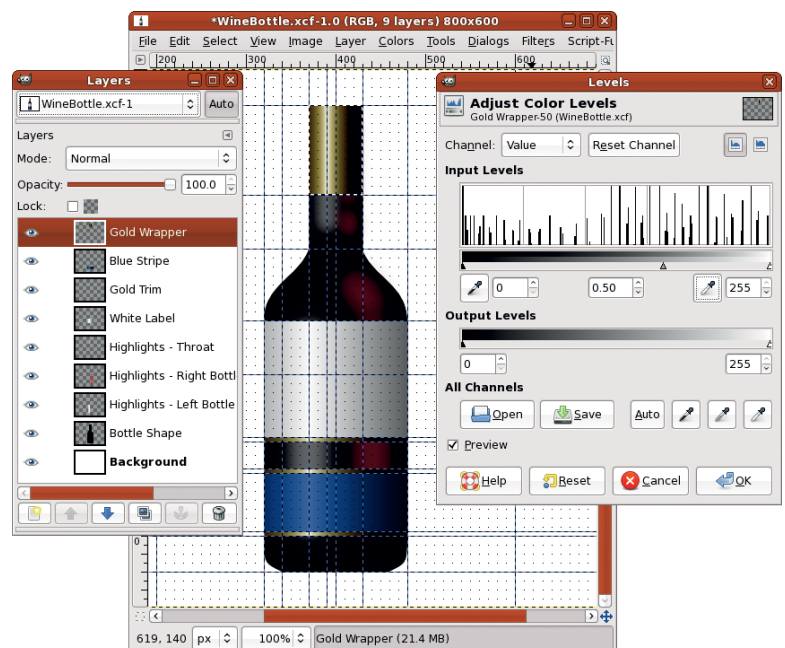 *WineBottle.xcf-1.0 (RGB, 9 layers) 800x600
File Edit Select View Image Layer Colors Tools Dialogs Filters Script-Fu
200 300 400 500 600
Layers
WineBottle.xcf-1 Auto
Layers
Mode: Normal
Opacity: 100.0
Lock:
Gold Wrapper
Blue Stripe
Gold Trim
White Label
Highlights - Throat
Highlights - Right Bottl
Highlights - Left Bottle
Bottle Shape
Background
0
619, 140 px 100% Gold Wrapper (21.4 MB)
Levels
Adjust Color Levels
Gold Wrapper-50 (WineBottle.xcf)
Channel: Value Reset Channel
Input Levels
0 0.50 255
Output Levels
0 255
All Channels
Open Save Auto
Preview
Help Reset Cancel OK